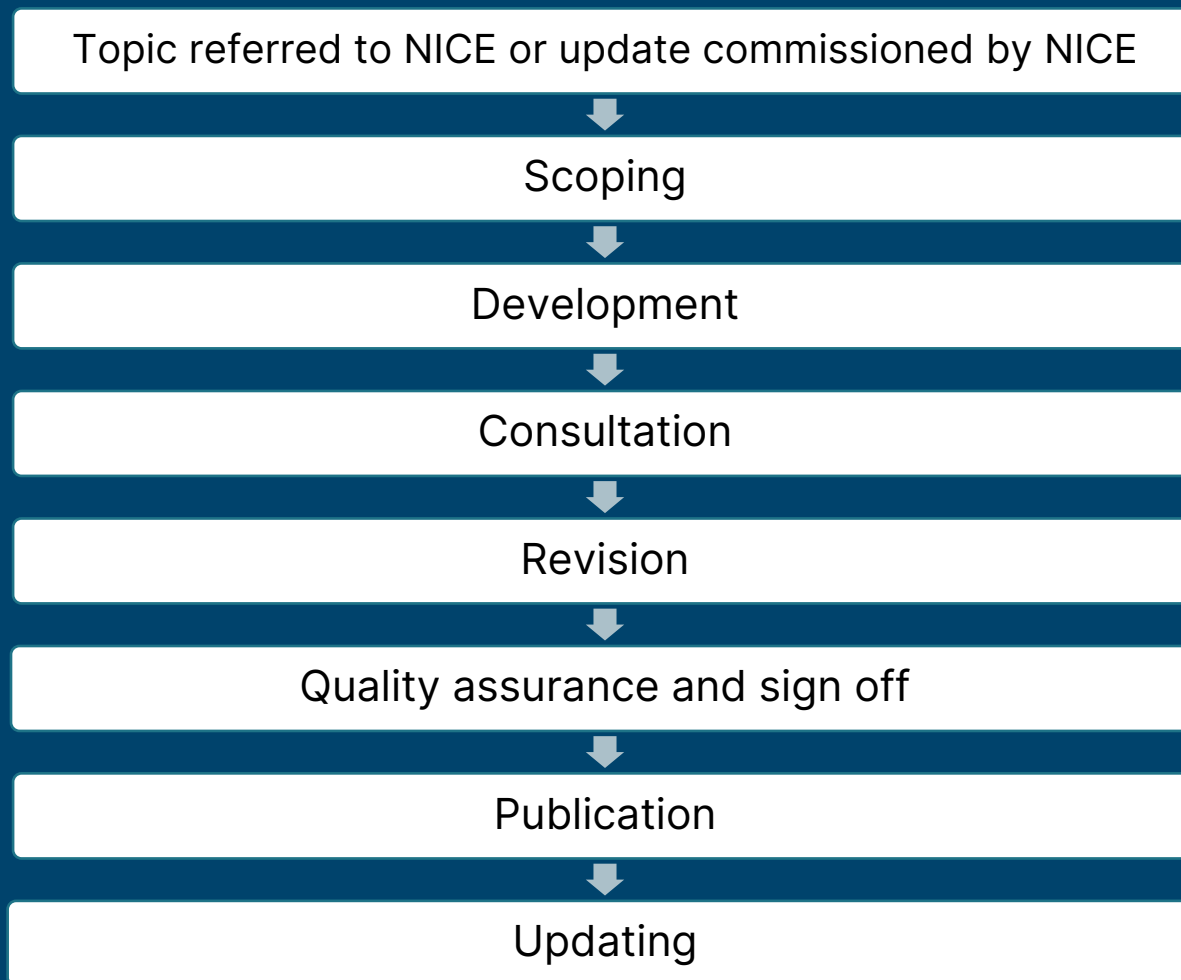 Topic referred to NICE or update commissioned by NICE
Scoping
Development
Consultation
Revision
Quality assurance and sign off
Publication
Updating